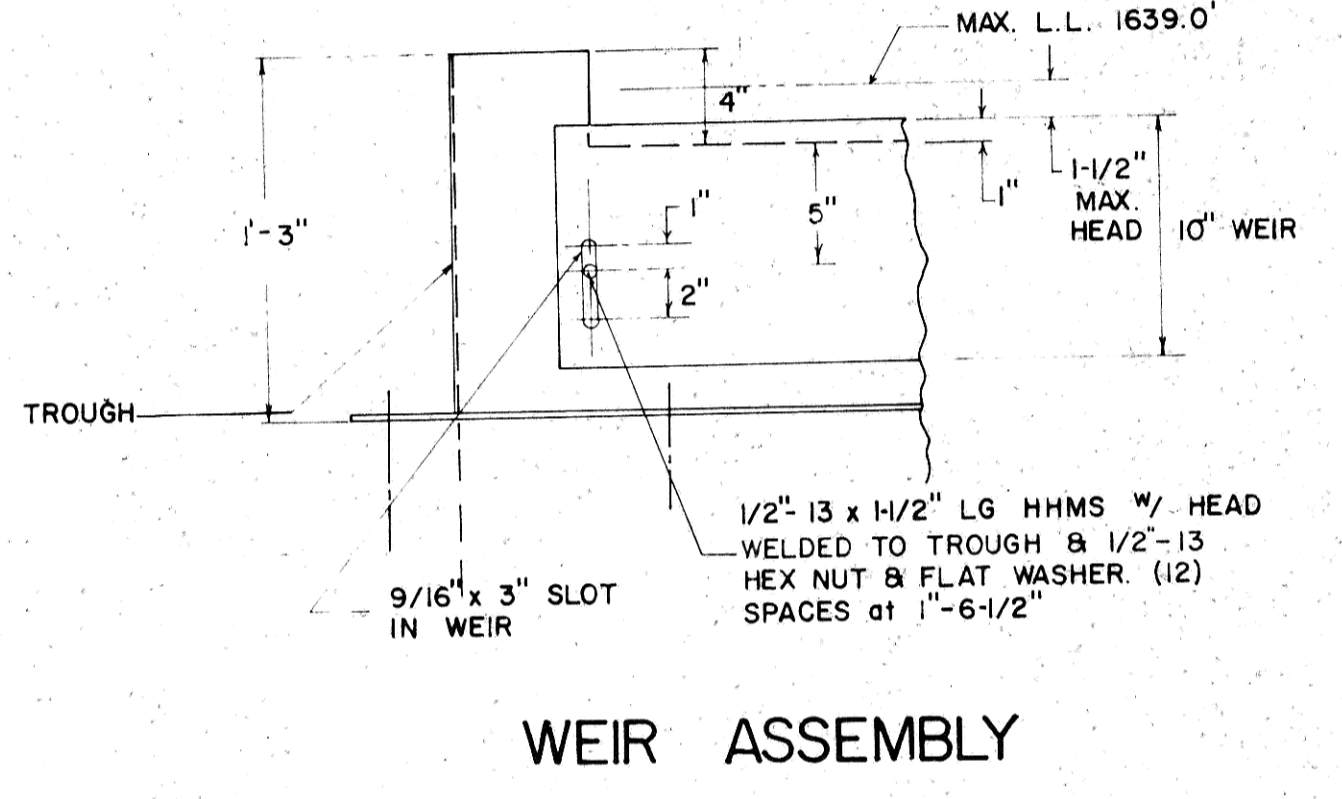 MAX. L.L. 1639.0'
4"
1'-3"
1"
5"
1"
1-1/2"
MAX.
HEAD
10" WEIR
2"
TROUGH
1/2"-13 x 1-1/2" LG HHMS W/ HEAD
WELDED TO TROUGH & 1/2"-13
HEX NUT & FLAT WASHER. (12)
SPACES at 1"-6-1/2"
9/16" x 3" SLOT
IN WEIR
WEIR ASSEMBLY